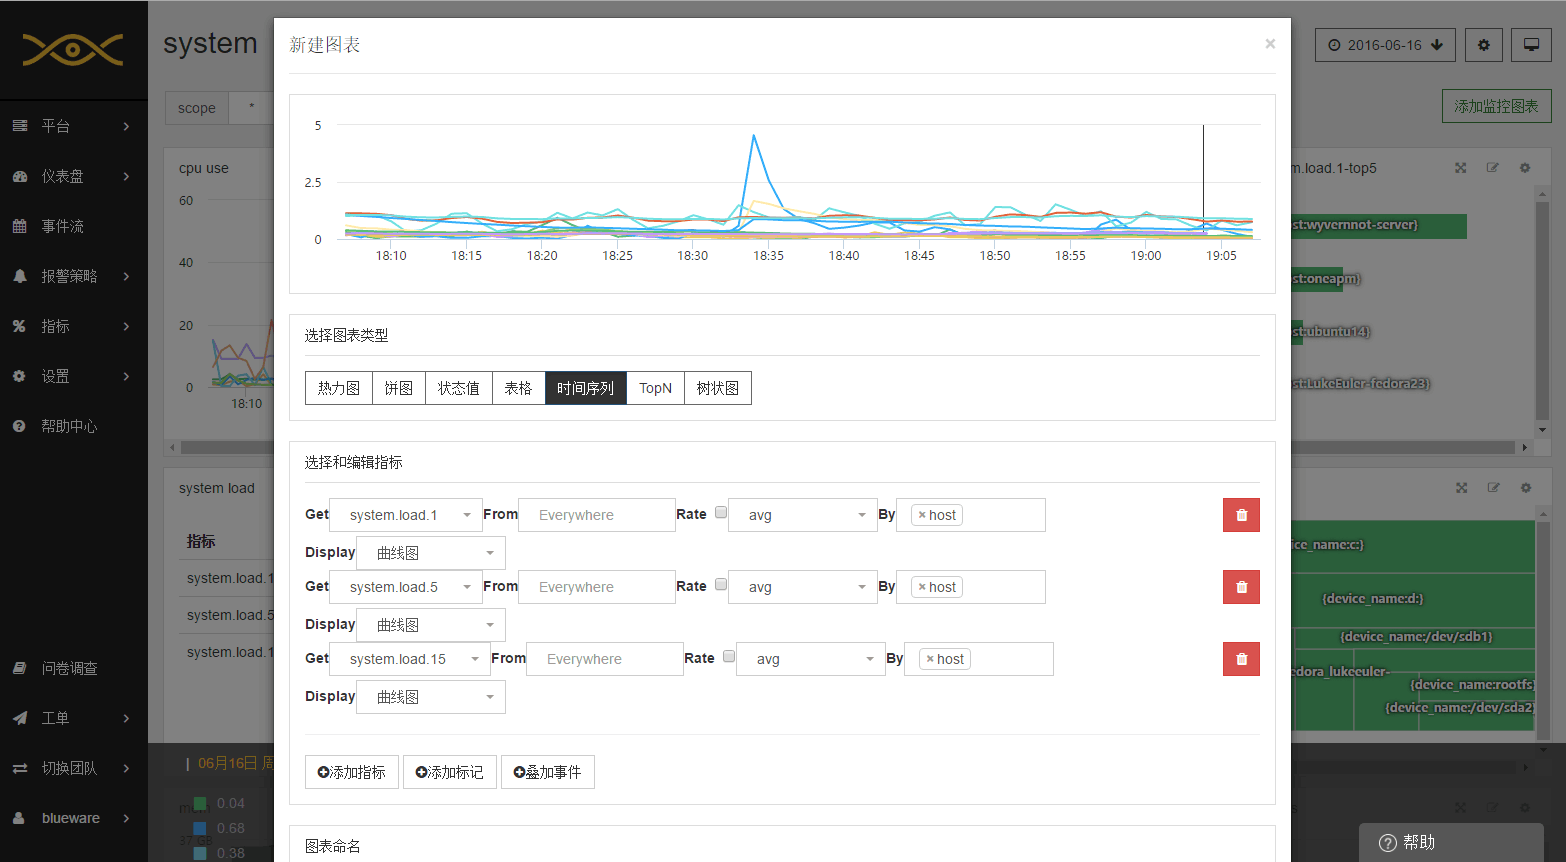 system
2016-06-16
scope
*
添加监控图表
平台
仪表盘
事件流
报警策略
指标
设置
帮助中心
问卷调查
工单
切换团队
blueware
cpu use
60
40
20
0
18:10
system load
指标
system.load.1
system.load.5
system.load.1
| 06月16日 周
0.04
0.68
37 GB
0.38
新建图表
×
5
2.5
0
18:10 18:15 18:20 18:25 18:30 18:35 18:40 18:45 18:50 18:55 19:00 19:05
选择图表类型
热力图 饼图 状态值 表格 时间序列 TopN 树状图
选择和编辑指标
Get system.load.1 From Everywhere Rate avg By × host
Display 曲线图
Get system.load.5 From Everywhere Rate avg By × host
Display 曲线图
Get system.load.15 From Everywhere Rate avg By × host
Display 曲线图
添加指标 添加标记 叠加事件
图表命名
m.load.1-top5
st:wyvernnot-server}
st:oneapm}
st:ubuntu14}
st:LukeEuler-fedora23}
ice_name:c:}
{device_name:d:}
{device_name:/dev/sdb1}
edora_lukeeuler-
{device_name:rootfs}
{device_name:/dev/sda2}
帮助